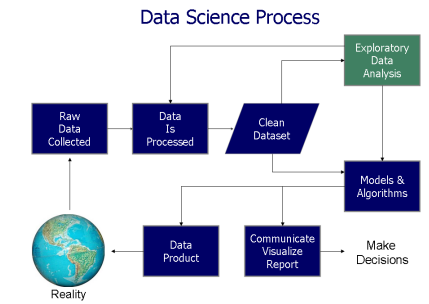 Data Science Process
Exploratory
Data
Analysis
Raw
Data
Collected
Data
Is
Processed
Clean
Dataset
Models &
Algorithms
Data
Product
Communicate
Visualize
Report
Make
Decisions
Reality